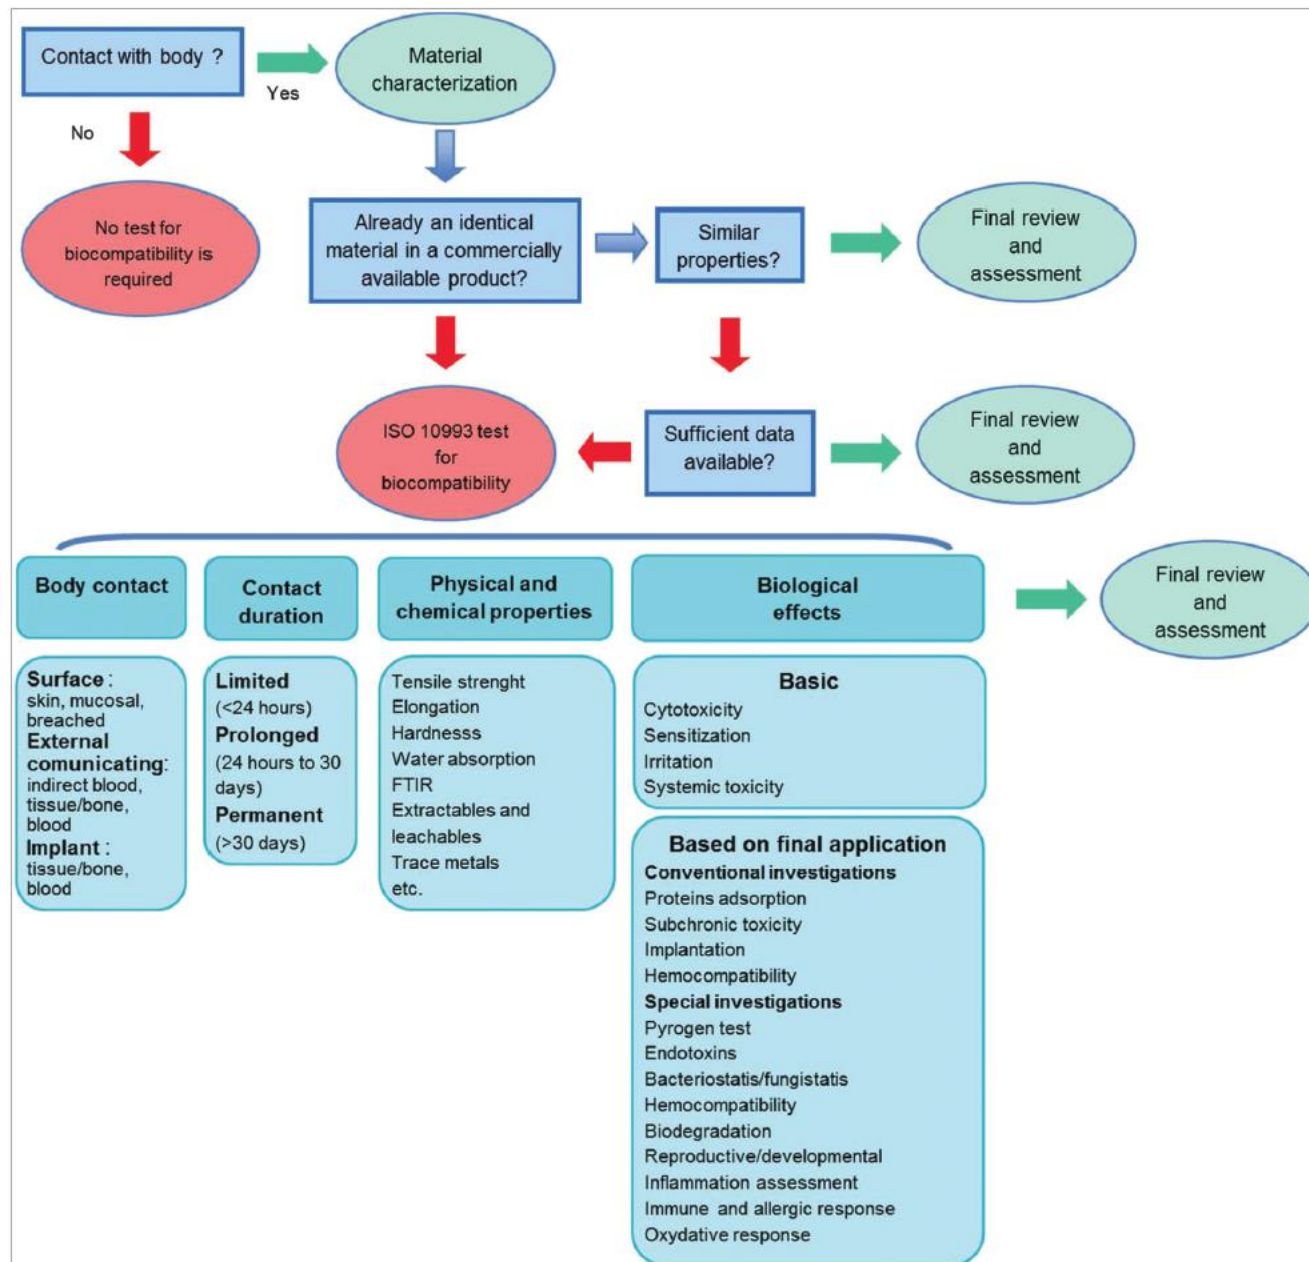 Contact with body ?
Yes
No
Material
characterization
No test for
biocompatibility is
required
Already an identical
material in a commercially
available product?
Similar
properties?
Final review
and
assessment
ISO 10993 test
for
biocompatibility
Sufficient data
available?
Final review
and
assessment
Body contact
Contact
duration
Physical and
chemical properties
Biological
effects
Final review
and
assessment
Surface :
skin, mucosal,
breached
External
comunicating:
indirect blood,
tissue/bone,
blood
Implant :
tissue/bone,
blood
Limited
(<24 hours)
Prolonged
(24 hours to 30
days)
Permanent
(>30 days)
Tensile strenght
Elongation
Hardnesss
Water absorption
FTIR
Extractables and
leachables
Trace metals
etc.
Basic
Cytotoxicity
Sensitization
Irritation
Systemic toxicity
Based on final application
Conventional investigations
Proteins adsorption
Subchronic toxicity
Implantation
Hemocompatibility
Special investigations
Pyrogen test
Endotoxins
Bacteriostatis/fungistatis
Hemocompatibility
Biodegradation
Reproductive/developmental
Inflammation assessment
Immune and allergic response
Oxydative response